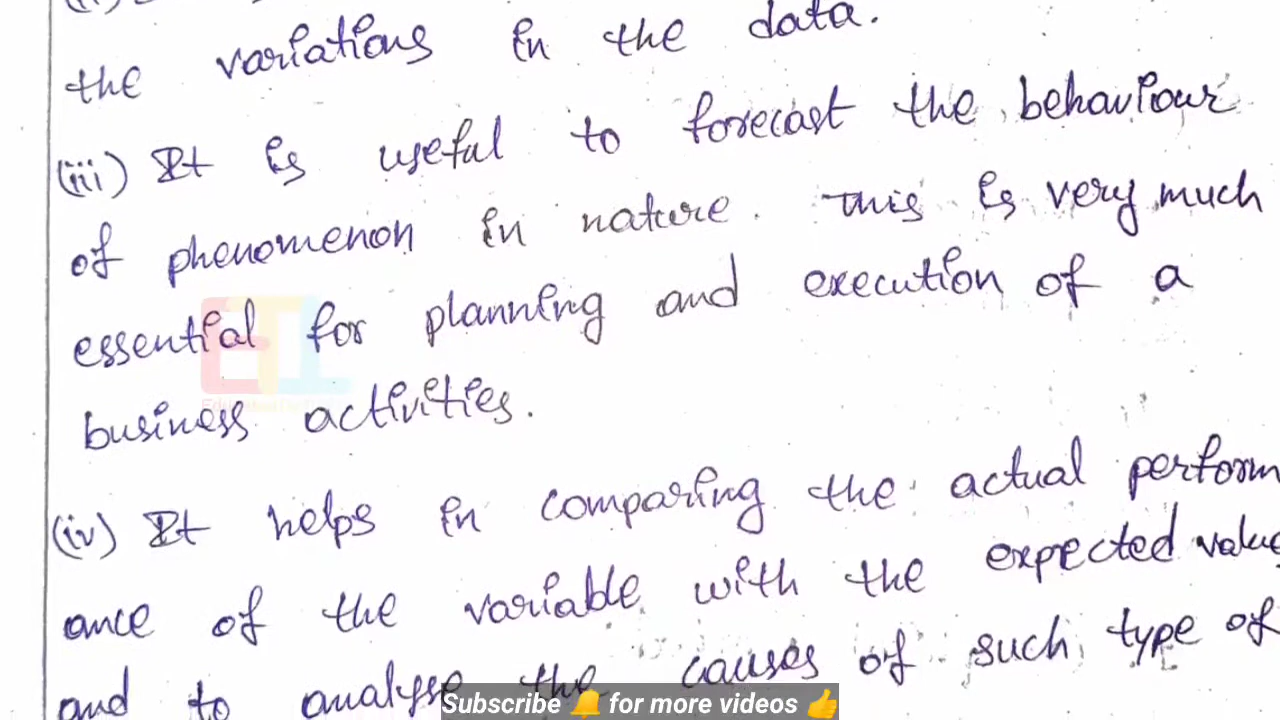 the variations in the data.
(iii) It is useful to forecast the behaviour
of phenomenon in nature. This is very much
essential for planning and execution of a
business activities.
(iv) It helps in comparing the actual perform
ance of the variable with the expected value
and to analyse the causes of such type of
Subscribe 🔔 for more videos 👍